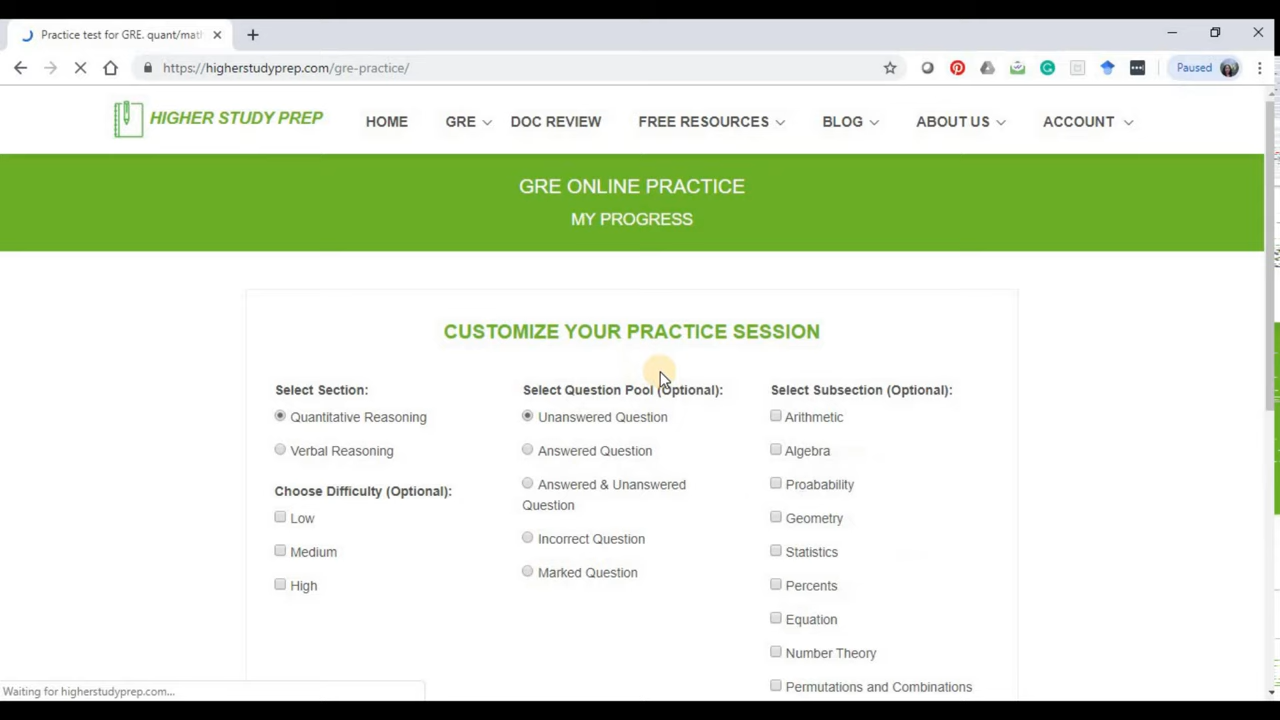 Practice test for GRE. quant/math
https://higherstudyprep.com/gre-practice/
Paused
HIGHER STUDY PREP
HOME
GRE
DOC REVIEW
FREE RESOURCES
BLOG
ABOUT US
ACCOUNT
GRE ONLINE PRACTICE
MY PROGRESS
CUSTOMIZE YOUR PRACTICE SESSION
Select Section:
Quantitative Reasoning
Verbal Reasoning
Choose Difficulty (Optional):
Low
Medium
High
Select Question Pool (Optional):
Unanswered Question
Answered Question
Answered & Unanswered
Question
Incorrect Question
Marked Question
Select Subsection (Optional):
Arithmetic
Algebra
Proabability
Geometry
Statistics
Percents
Equation
Number Theory
Permutations and Combinations
Waiting for higherstudyprep.com...